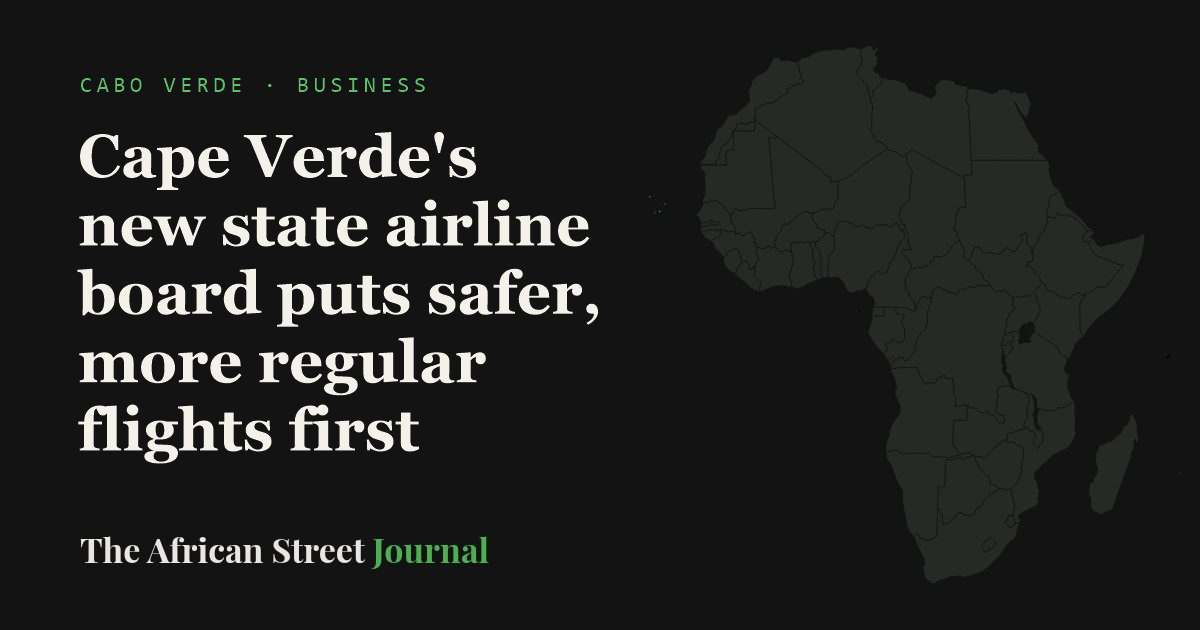 CABO VERDE · BUSINESS
Cape Verde's
new state airline
board puts safer,
more regular
flights first
The African Street Journal